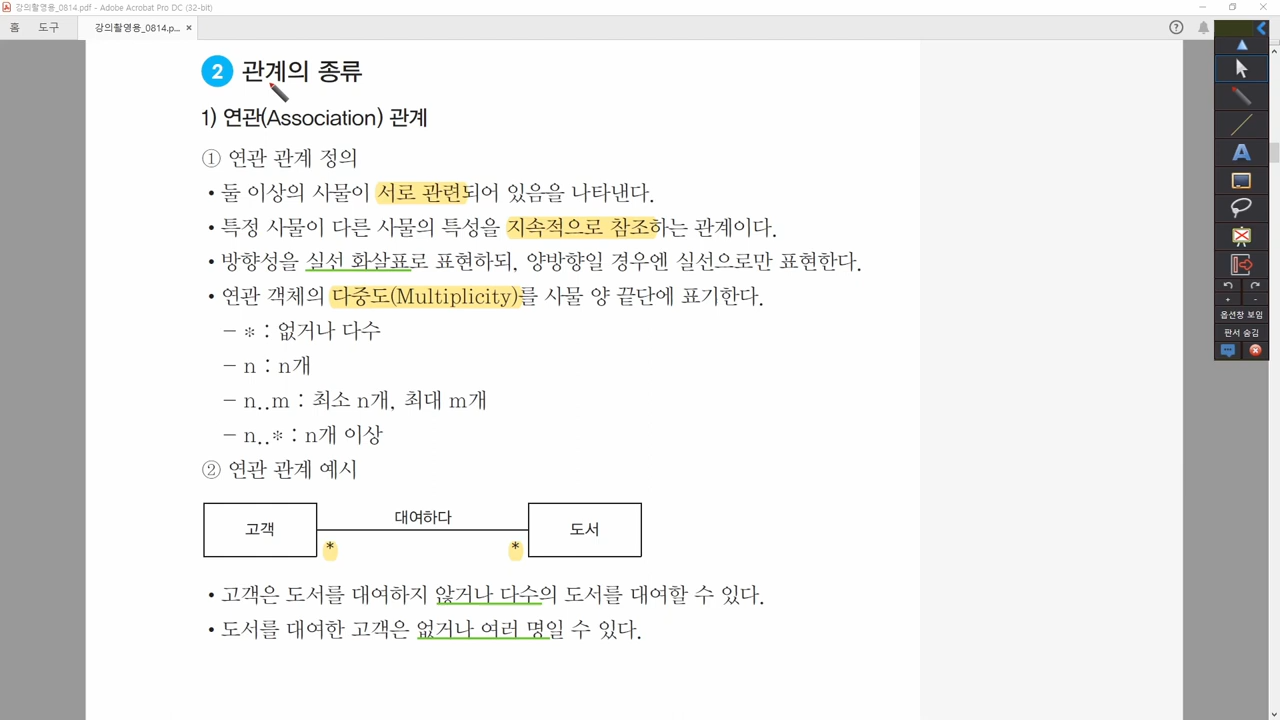 강의촬영용_0814.pdf - Adobe Acrobat Pro DC (32-bit)
홈 도구 강의촬영용_0814.p... ×
2 관계의 종류
1) 연관(Association) 관계
① 연관 관계 정의
• 둘 이상의 사물이 서로 관련되어 있음을 나타낸다.
• 특정 사물이 다른 사물의 특성을 지속적으로 참조하는 관계이다.
• 방향성을 실선 화살표로 표현하되, 양방향일 경우엔 실선으로만 표현한다.
• 연관 객체의 다중도(Multiplicity)를 사물 양 끝단에 표기한다.
– * : 없거나 다수
– n : n개
– n..m : 최소 n개, 최대 m개
– n..* : n개 이상
② 연관 관계 예시
고객 대여하다 도서
* *
• 고객은 도서를 대여하지 않거나 다수의 도서를 대여할 수 있다.
• 도서를 대여한 고객은 없거나 여러 명일 수 있다.
A
+ -
옵션창 보임
판서 숨김